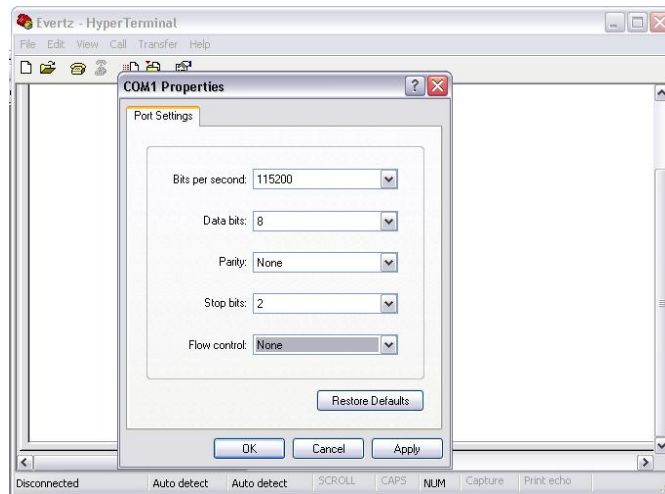 Evertz - HyperTerminal
File Edit View Call Transfer Help
COM1 Properties
Port Settings
Bits per second: 115200
Data bits: 8
Parity: None
Stop bits: 2
Flow control: None
Restore Defaults
OK Cancel Apply
Disconnected Auto detect Auto detect SCROLL CAPS NUM Capture Print echo